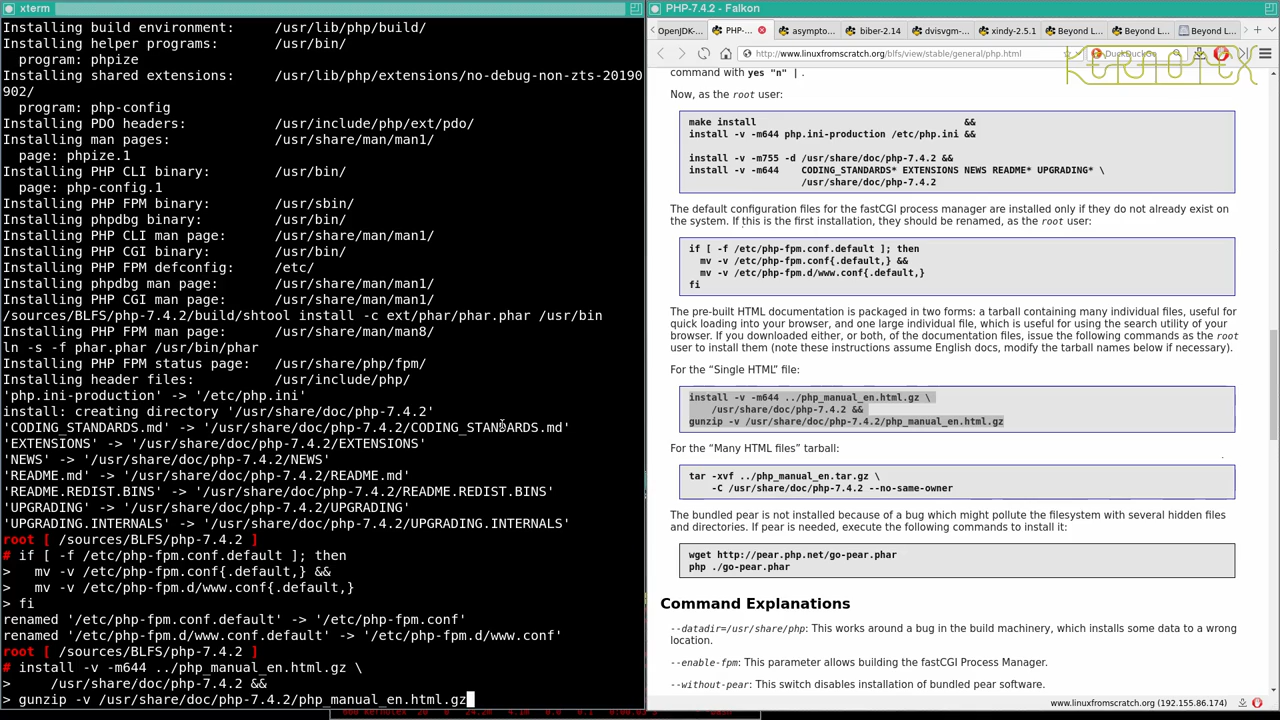 xterm
Installing build environment:     /usr/lib/php/build/
Installing helper programs:       /usr/bin/
  program: phpize
Installing shared extensions:     /usr/lib/php/extensions/no-debug-non-zts-20190
902/
  program: php-config
Installing PDO headers:           /usr/include/php/ext/pdo/
Installing man pages:             /usr/share/man/man1/
  page: phpize.1
Installing PHP CLI binary:        /usr/bin/
  page: php-config.1
Installing PHP FPM binary:        /usr/sbin/
Installing phpdbg binary:         /usr/bin/
Installing PHP CLI man page:      /usr/share/man/man1/
Installing PHP CGI binary:        /usr/bin/
Installing PHP FPM defconfig:     /etc/
Installing phpdbg man page:       /usr/share/man/man1/
Installing PHP CGI man page:      /usr/share/man/man1/
/sources/BLFS/php-7.4.2/build/shtool install -c ext/phar/phar.phar /usr/bin
Installing PHP FPM man page:      /usr/share/man/man8/
ln -s -f phar.phar /usr/bin/phar
Installing PHP FPM status page:   /usr/share/php/fpm/
Installing header files:          /usr/include/php/
'php.ini-production' -> '/etc/php.ini'
install: creating directory '/usr/share/doc/php-7.4.2'
'CODING_STANDARDS.md' -> '/usr/share/doc/php-7.4.2/CODING_STANDARDS.md'
'EXTENSIONS' -> '/usr/share/doc/php-7.4.2/EXTENSIONS'
'NEWS' -> '/usr/share/doc/php-7.4.2/NEWS'
'README.md' -> '/usr/share/doc/php-7.4.2/README.md'
'README.REDIST.BINS' -> '/usr/share/doc/php-7.4.2/README.REDIST.BINS'
'UPGRADING' -> '/usr/share/doc/php-7.4.2/UPGRADING'
'UPGRADING.INTERNALS' -> '/usr/share/doc/php-7.4.2/UPGRADING.INTERNALS'
root [ /sources/BLFS/php-7.4.2 ]
# if [ -f /etc/php-fpm.conf.default ]; then
>   mv -v /etc/php-fpm.conf{.default,} &&
>   mv -v /etc/php-fpm.d/www.conf{.default,}
> fi
renamed '/etc/php-fpm.conf.default' -> '/etc/php-fpm.conf'
renamed '/etc/php-fpm.d/www.conf.default' -> '/etc/php-fpm.d/www.conf'
root [ /sources/BLFS/php-7.4.2 ]
# install -v -m644 ../php_manual_en.html.gz \
>     /usr/share/doc/php-7.4.2 &&
> gunzip -v /usr/share/doc/php-7.4.2/php_manual_en.html.gz
PHP-7.4.2 - Falkon
OpenJDK-... PHP-... asympto... biber-2.14 dvisvgm-... xindy-2.5.1 Beyond L... Beyond L... Beyond L...
http://www.linuxfromscratch.org/blfs/view/stable/general/php.html DuckDuckGo
KERNOTEX
command with yes "n" | .
Now, as the root user:
make install                                     &&
install -v -m644 php.ini-production /etc/php.ini &&
install -v -m755 -d /usr/share/doc/php-7.4.2 &&
install -v -m644    CODING_STANDARDS* EXTENSIONS NEWS README* UPGRADING* \
                    /usr/share/doc/php-7.4.2
The default configuration files for the fastCGI process manager are installed only if they do not already exist on
the system. If this is the first installation, they should be renamed, as the root user:
if [ -f /etc/php-fpm.conf.default ]; then
  mv -v /etc/php-fpm.conf{.default,} &&
  mv -v /etc/php-fpm.d/www.conf{.default,}
fi
The pre-built HTML documentation is packaged in two forms: a tarball containing many individual files, useful for
quick loading into your browser, and one large individual file, which is useful for using the search utility of your
browser. If you downloaded either, or both, of the documentation files, issue the following commands as the root
user to install them (note these instructions assume English docs, modify the tarball names below if necessary).
For the “Single HTML” file:
install -v -m644 ../php_manual_en.html.gz \
    /usr/share/doc/php-7.4.2 &&
gunzip -v /usr/share/doc/php-7.4.2/php_manual_en.html.gz
For the “Many HTML files” tarball:
tar -xvf ../php_manual_en.tar.gz \
    -C /usr/share/doc/php-7.4.2 --no-same-owner
The bundled pear is not installed because of a bug which might pollute the filesystem with several hidden files
and directories. If pear is needed, execute the following commands to install it:
wget http://pear.php.net/go-pear.phar
php ./go-pear.phar
Command Explanations
--datadir=/usr/share/php: This works around a bug in the build machinery, which installs some data to a wrong
location.
--enable-fpm: This parameter allows building the fastCGI Process Manager.
--without-pear: This switch disables installation of bundled pear software.
www.linuxfromscratch.org (192.155.86.174)